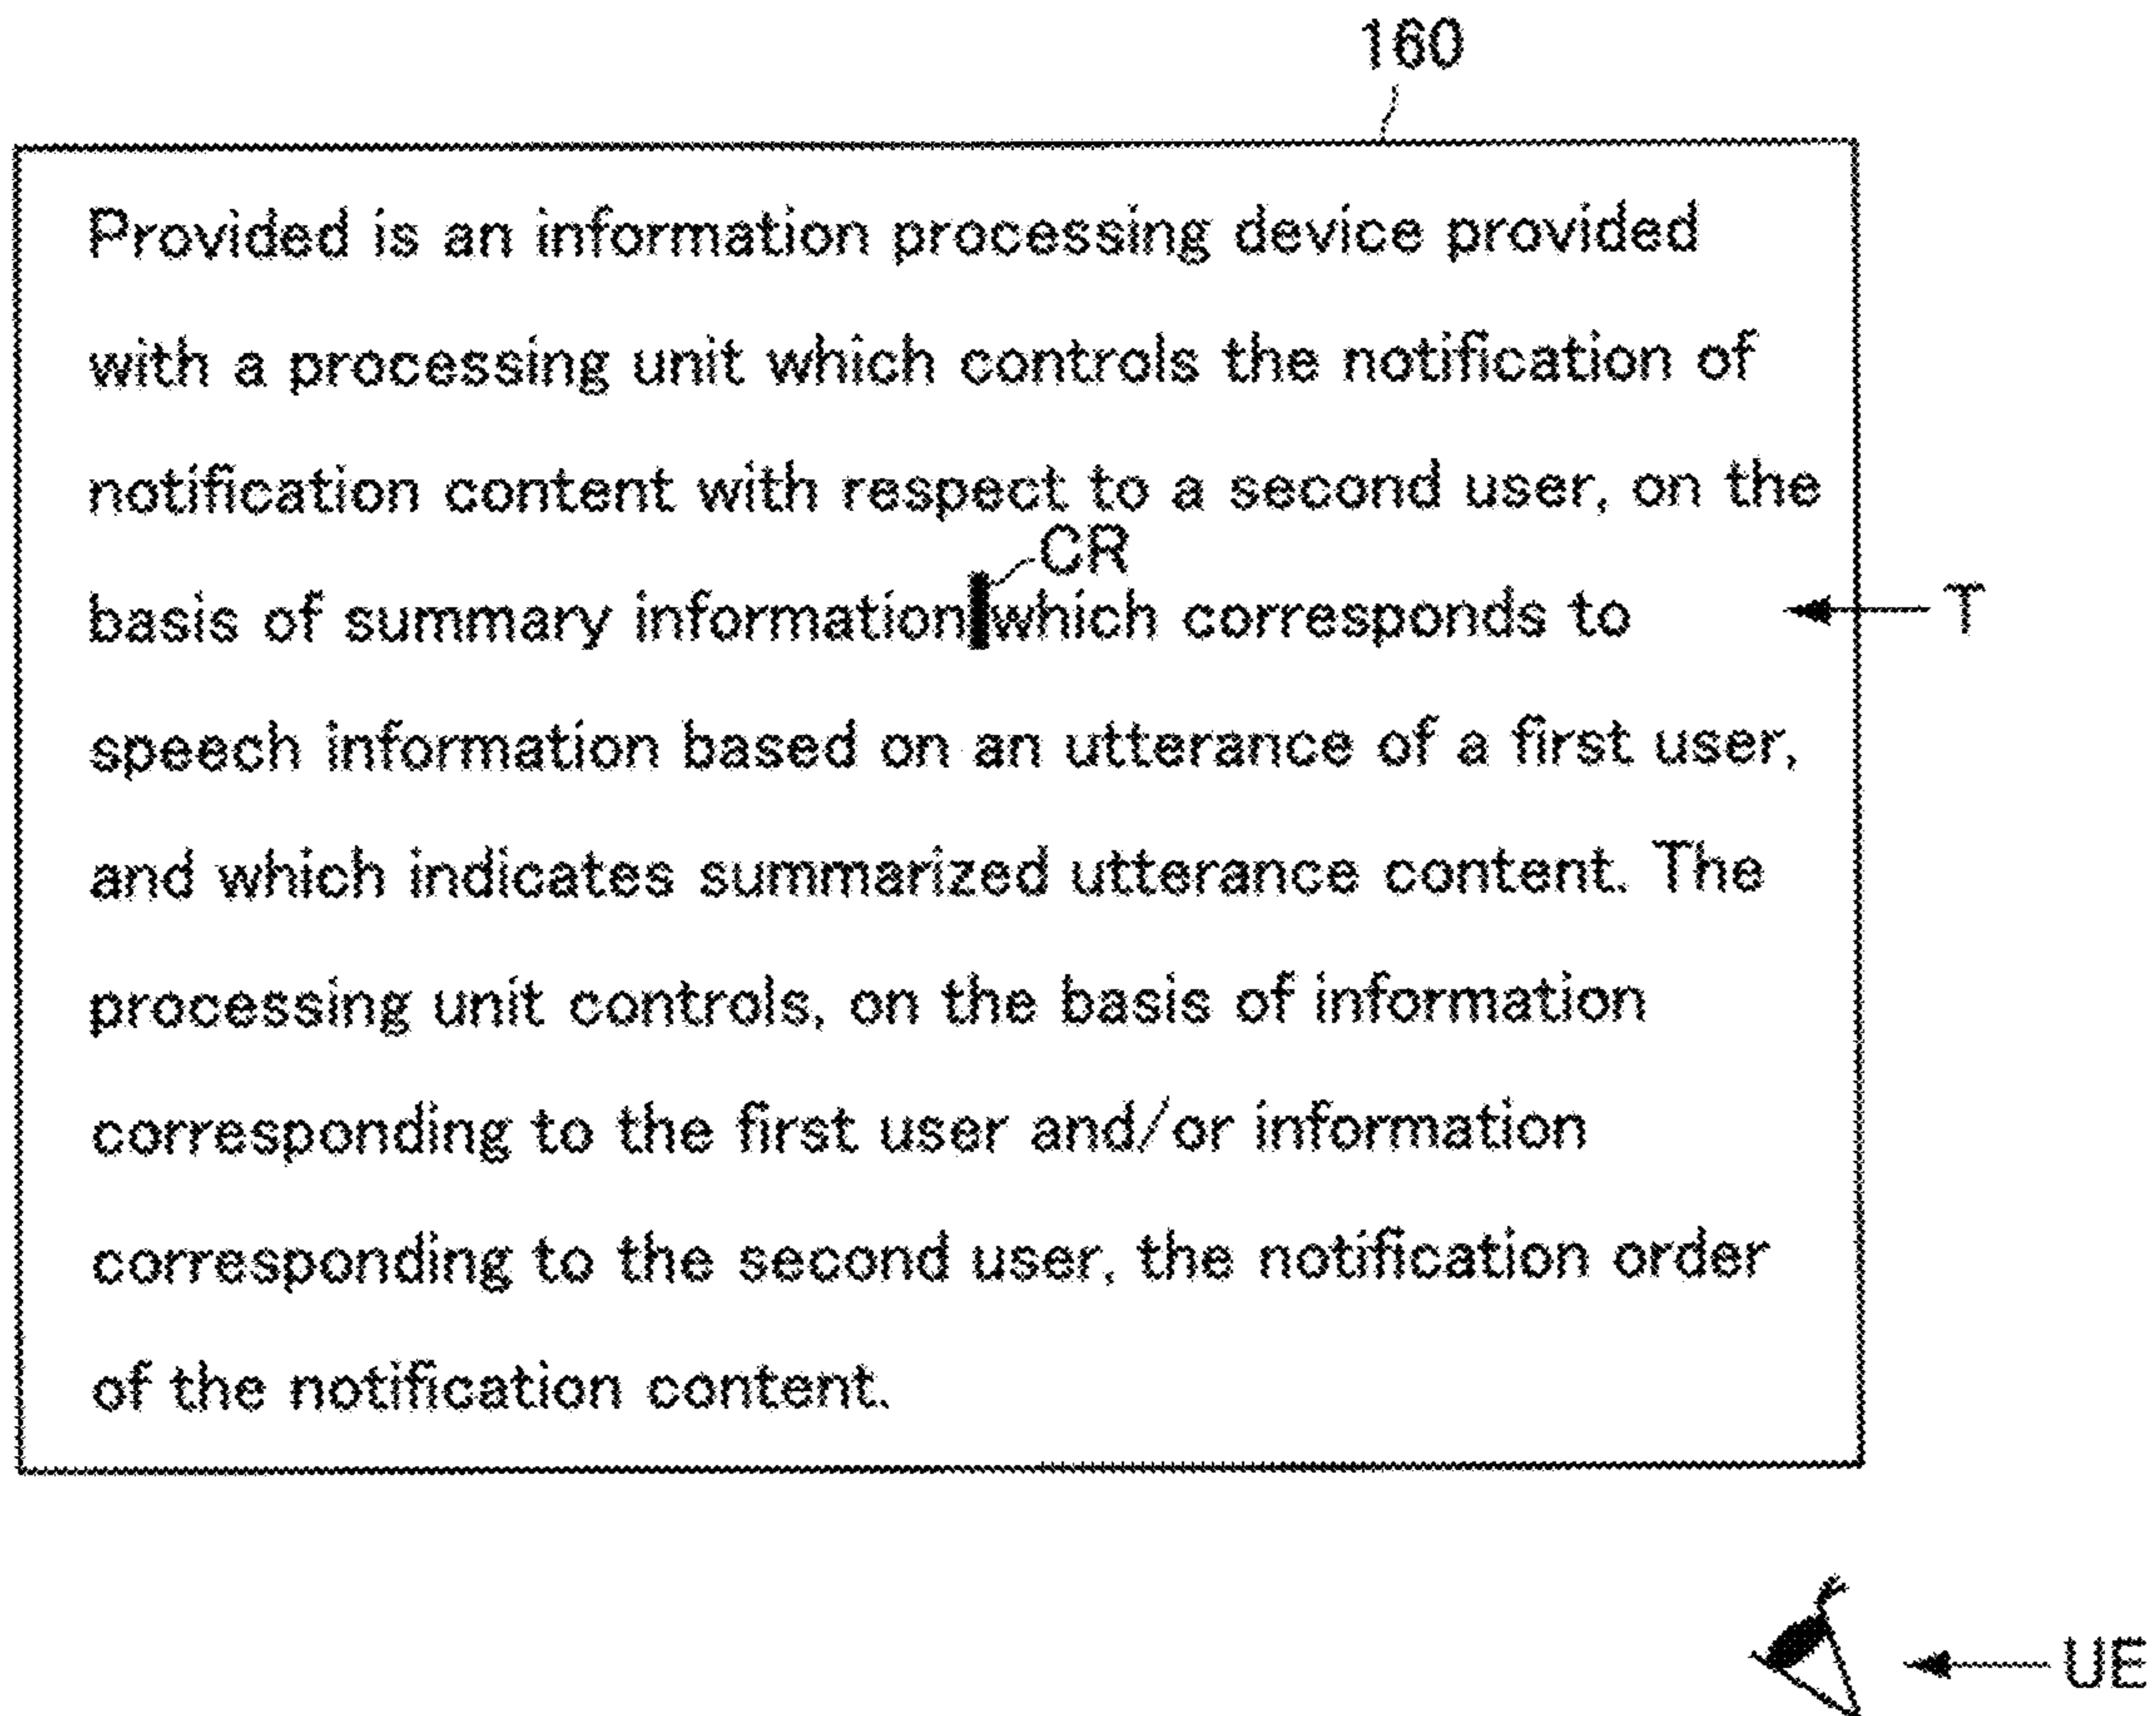 160
Provided is an information processing device provided
with a processing unit which controls the notification of
notification content with respect to a second user, on the
CR
basis of summary information which corresponds to
T
speech information based on an utterance of a first user,
and which indicates summarized utterance content. The
processing unit controls, on the basis of information
corresponding to the first user and/or information
corresponding to the second user, the notification order
of the notification content.
UE